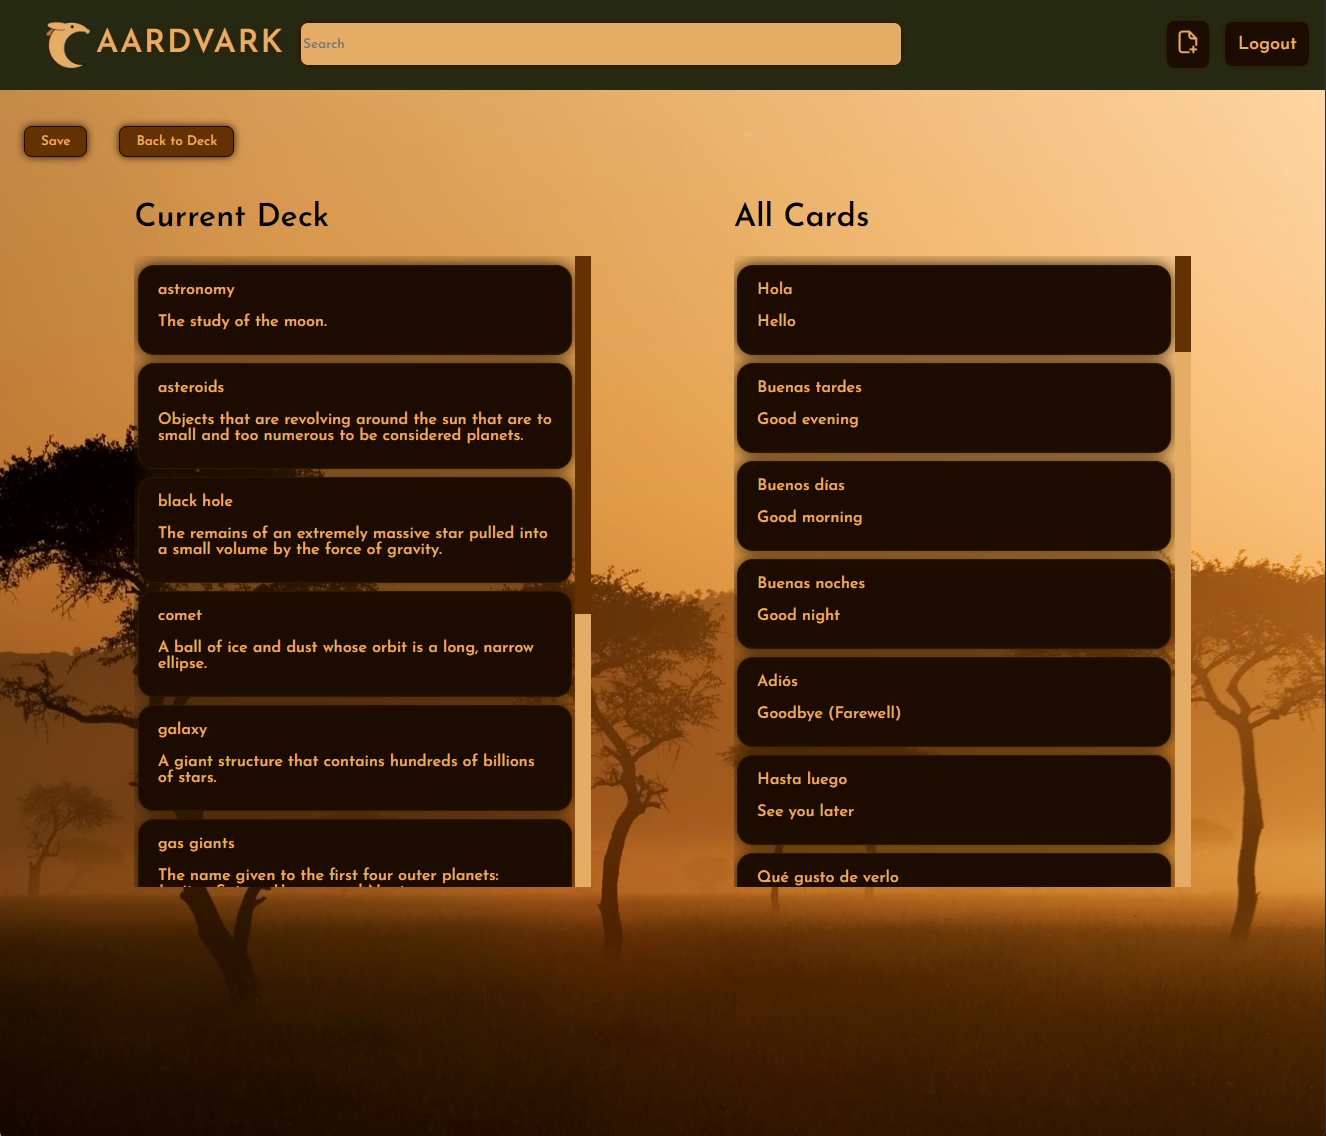 AARDVARK
Search
Logout
Save
Back to Deck
Current Deck
astronomy
The study of the moon.
asteroids
Objects that are revolving around the sun that are to
small and too numerous to be considered planets.
black hole
The remains of an extremely massive star pulled into
a small volume by the force of gravity.
comet
A ball of ice and dust whose orbit is a long, narrow
ellipse.
galaxy
A giant structure that contains hundreds of billions
of stars.
gas giants
The name given to the first four outer planets:
All Cards
Hola
Hello
Buenas tardes
Good evening
Buenos días
Good morning
Buenas noches
Good night
Adiós
Goodbye (Farewell)
Hasta luego
See you later
Qué gusto de verlo